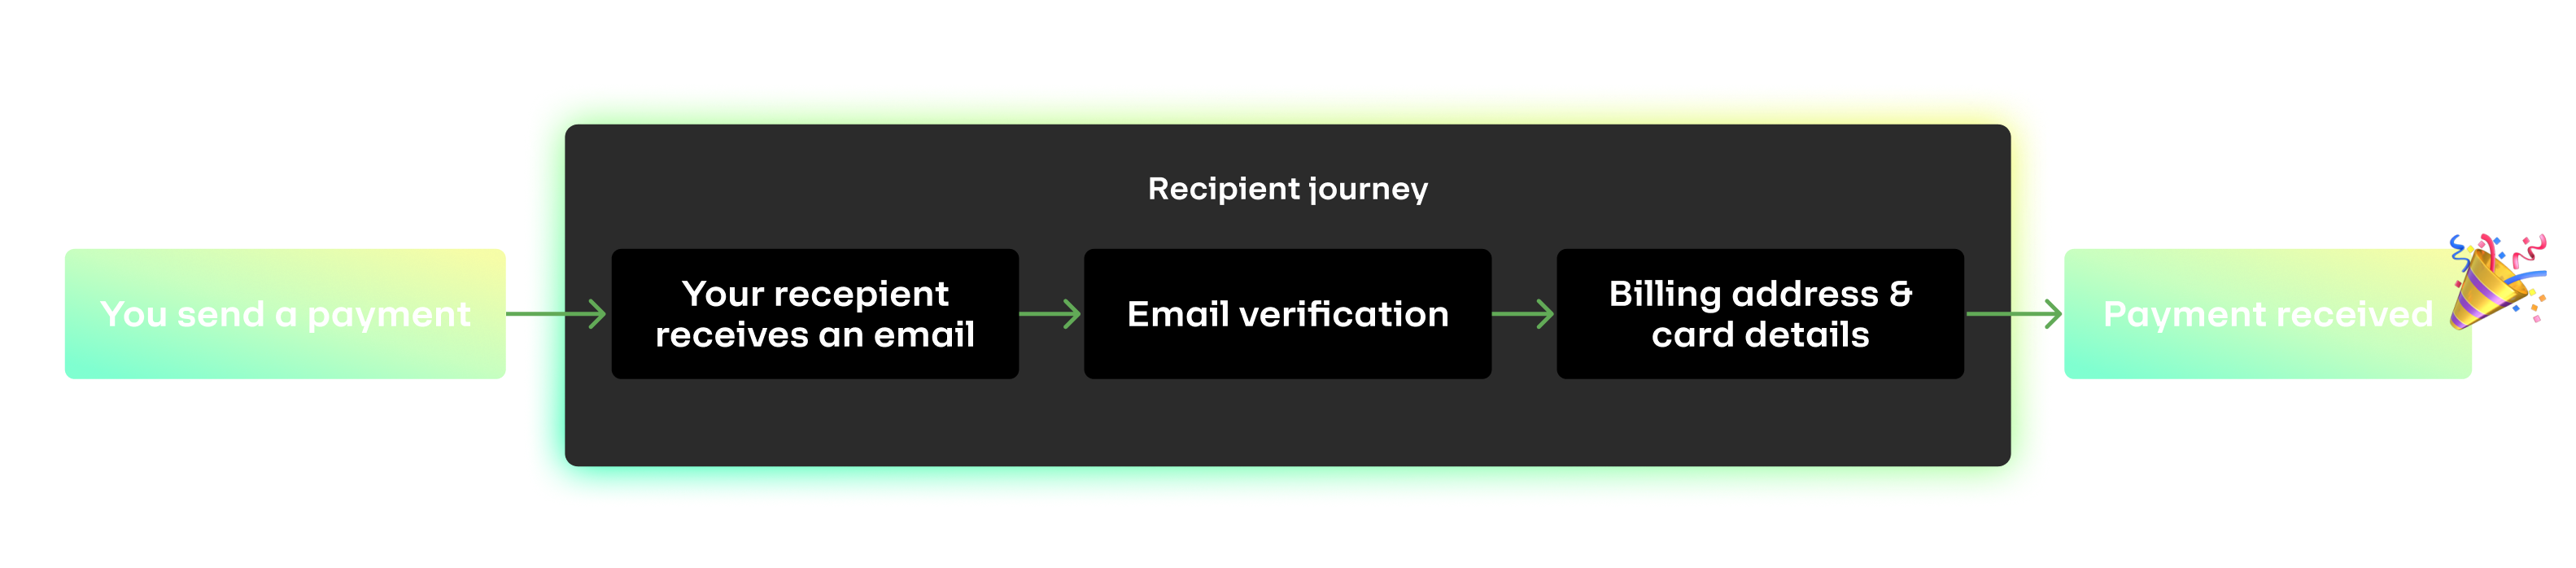 Recipient journey
You send a payment
Your recepient
receives an email
Email verification
Billing address &
card details
Payment received